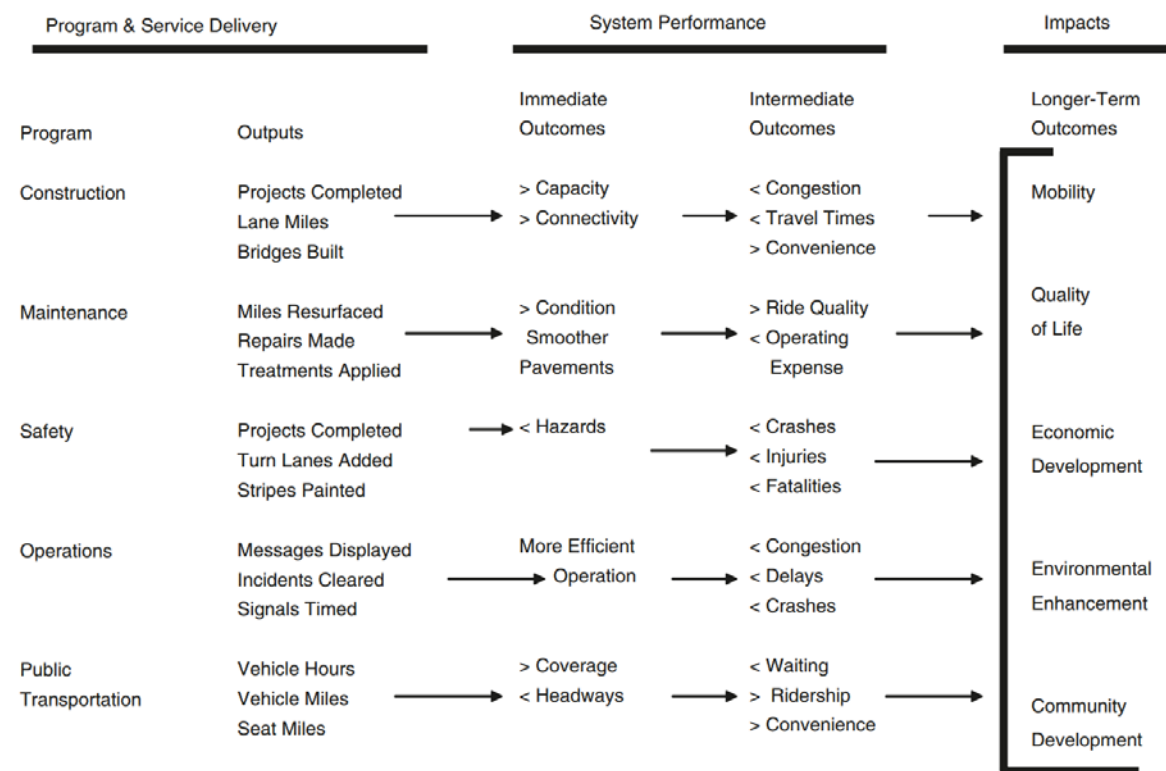 Program & Service Delivery System Performance Impacts
Immediate Intermediate Longer-Term
Program Outputs Outcomes Outcomes Outcomes
Construction Projects Completed > Capacity < Congestion Mobility
Lane Miles > Connectivity < Travel Times
Bridges Built > Convenience
Quality
Maintenance Miles Resurfaced > Condition > Ride Quality
of Life
Repairs Made Smoother < Operating
Treatments Applied Pavements Expense
Safety Projects Completed < Hazards < Crashes Economic
Turn Lanes Added < Injuries Development
Stripes Painted < Fatalities
Operations Messages Displayed More Efficient < Congestion
Environmental
Incidents Cleared Operation < Delays
Enhancement
Signals Timed < Crashes
Public Vehicle Hours > Coverage < Waiting
Transportation Vehicle Miles < Headways > Ridership Community
Seat Miles > Convenience
Development